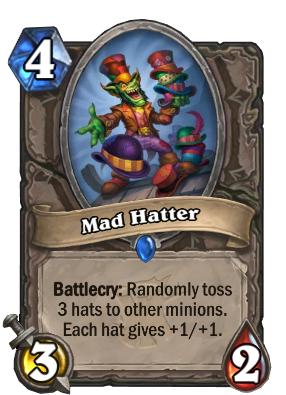 4
Mad Hatter
Battlecry: Randomly toss
3 hats to other minions.
Each hat gives +1/+1.
3
2